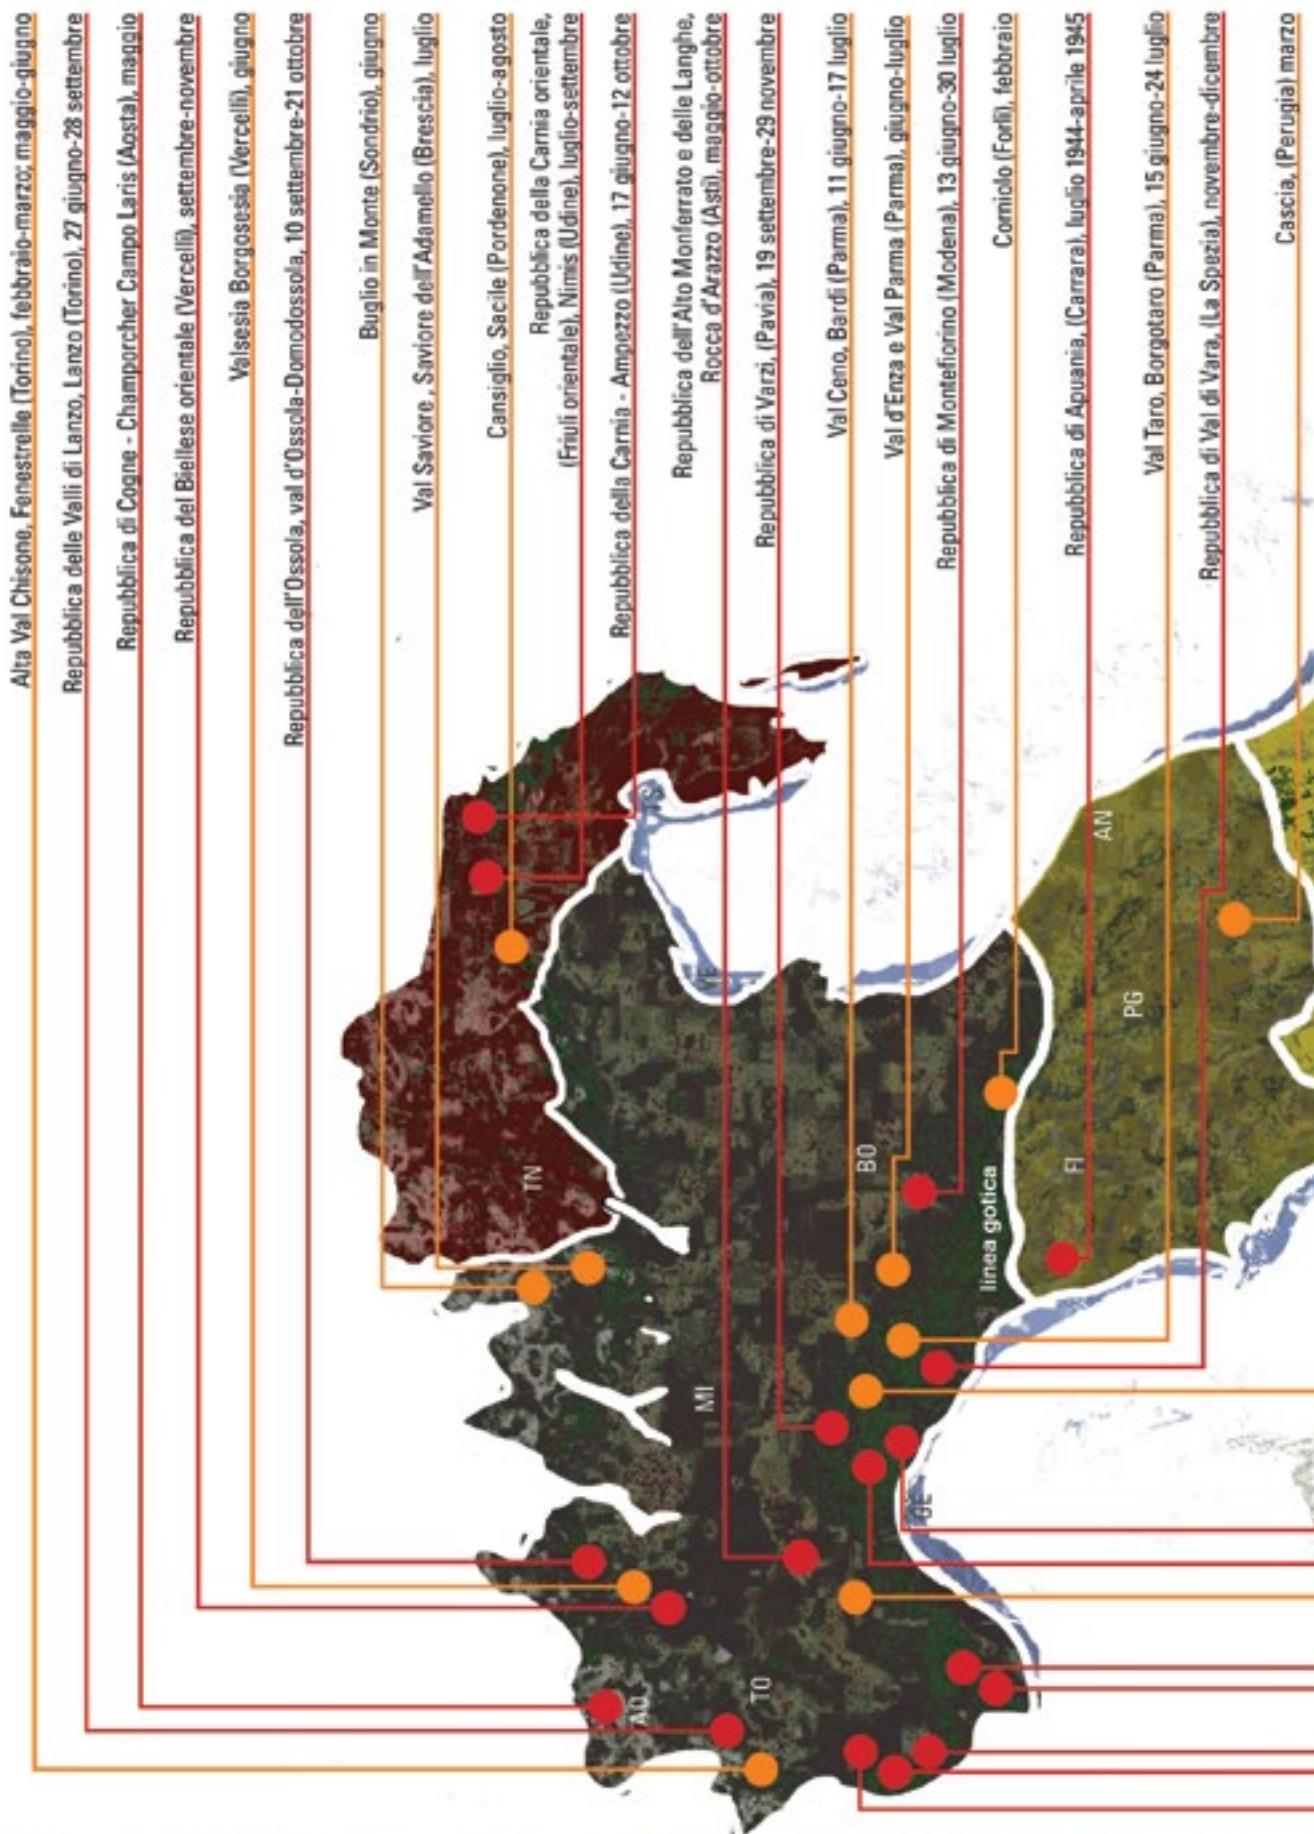 Alta Val Chisone, Fenestrelle (Torino), febbraio-marzo; maggio-giugno
Repubblica delle Valli di Lanzo, Lanzo (Torino), 27 giugno-28 settembre
Repubblica di Cogne - Champorcher Campo Laris (Aosta), maggio
Repubblica del Biellese orientale (Vercelli), settembre-novembre
Valsesia Borgosesia (Vercelli), giugno
Repubblica dell'Ossola, val d'Ossola-Domodossola, 10 settembre-21 ottobre
Buglio in Monte (Sondrio), giugno
Val Saviore , Saviore dell'Adamello (Brescia), luglio
Cansiglio, Sacile (Pordenone), luglio-agosto
Repubblica della Carnia orientale,
(Friuli orientale), Nimis (Udine), luglio-settembre
Repubblica della Carnia - Ampezzo (Udine), 17 giugno-12 ottobre
Repubblica dell'Alto Monferrato e delle Langhe,
Rocca d'Arazzo (Asti), maggio-ottobre
Repubblica di Varzi, (Pavia), 19 settembre-29 novembre
Val Ceno, Bardi (Parma), 11 giugno-17 luglio
Val d'Enza e Val Parma (Parma), giugno-luglio
Repubblica di Montefiorino (Modena), 13 giugno-30 luglio
Corniolo (Forlì), febbraio
Repubblica di Apuania, (Carrara), luglio 1944-aprile 1945
Val Taro, Borgotaro (Parma), 15 giugno-24 luglio
Repubblica di Val di Vara, (La Spezia), novembre-dicembre
Cascia, (Perugia) marzo
TN
TS
VE
MI
AO
TO
GE
BO
linea gotica
FI
PG
AN